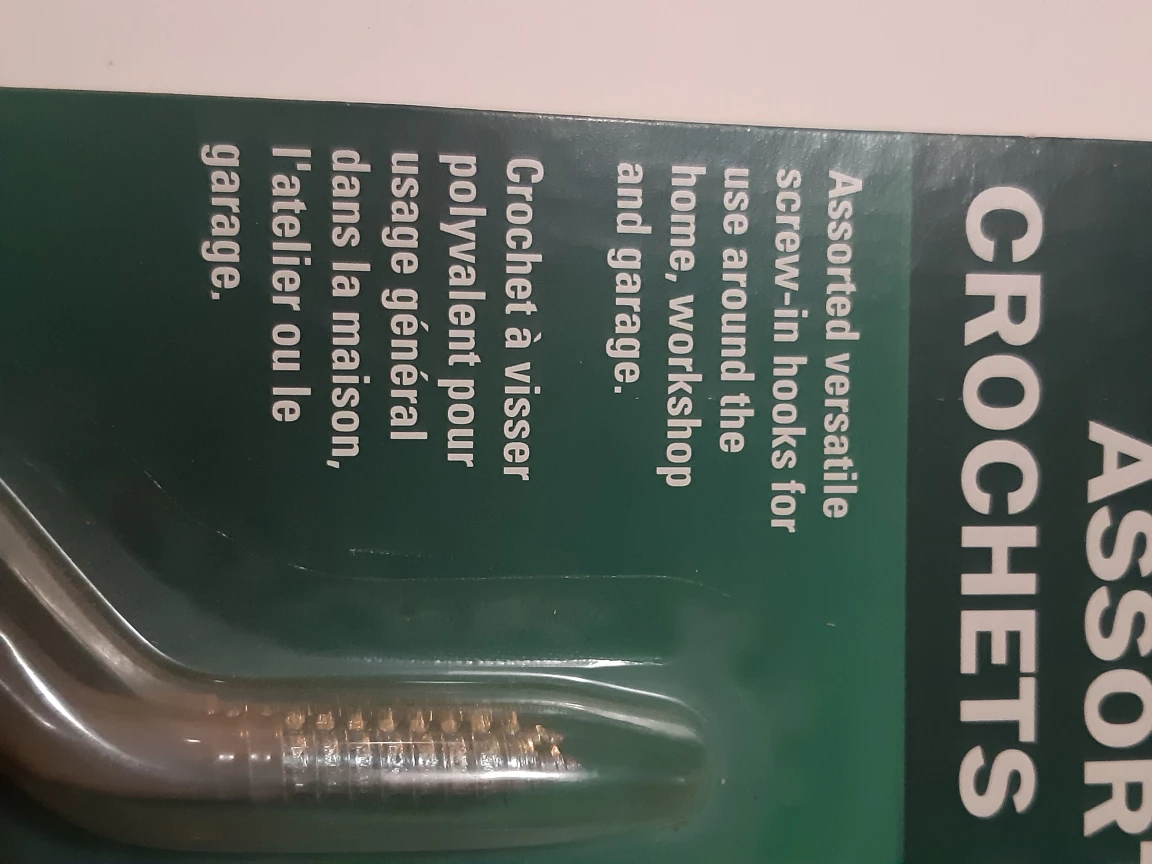 ASSOR
CROCHETS
Assorted versatile
screw-in hooks for
use around the
home, workshop
and garage.
Crochet à visser
polyvalent pour
usage général
dans la maison,
l'atelier ou le
garage.